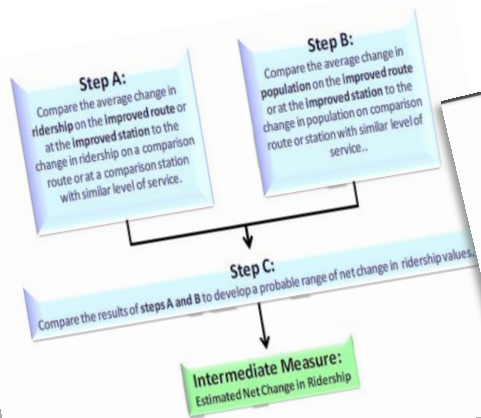 Step A:
Compare the average change in
ridership on the improved route or
at the improved station to the
change in ridership on a comparison
route or at a comparison station
with similar level of service.
Step B:
Compare the average change in
population on the improved route
or at the improved station to the
change in population on comparison
route or station with similar level of
service..
Step C:
Compare the results of steps A and B to develop a probable range of net change in ridership values..
Intermediate Measure:
Estimated Net Change in Ridership